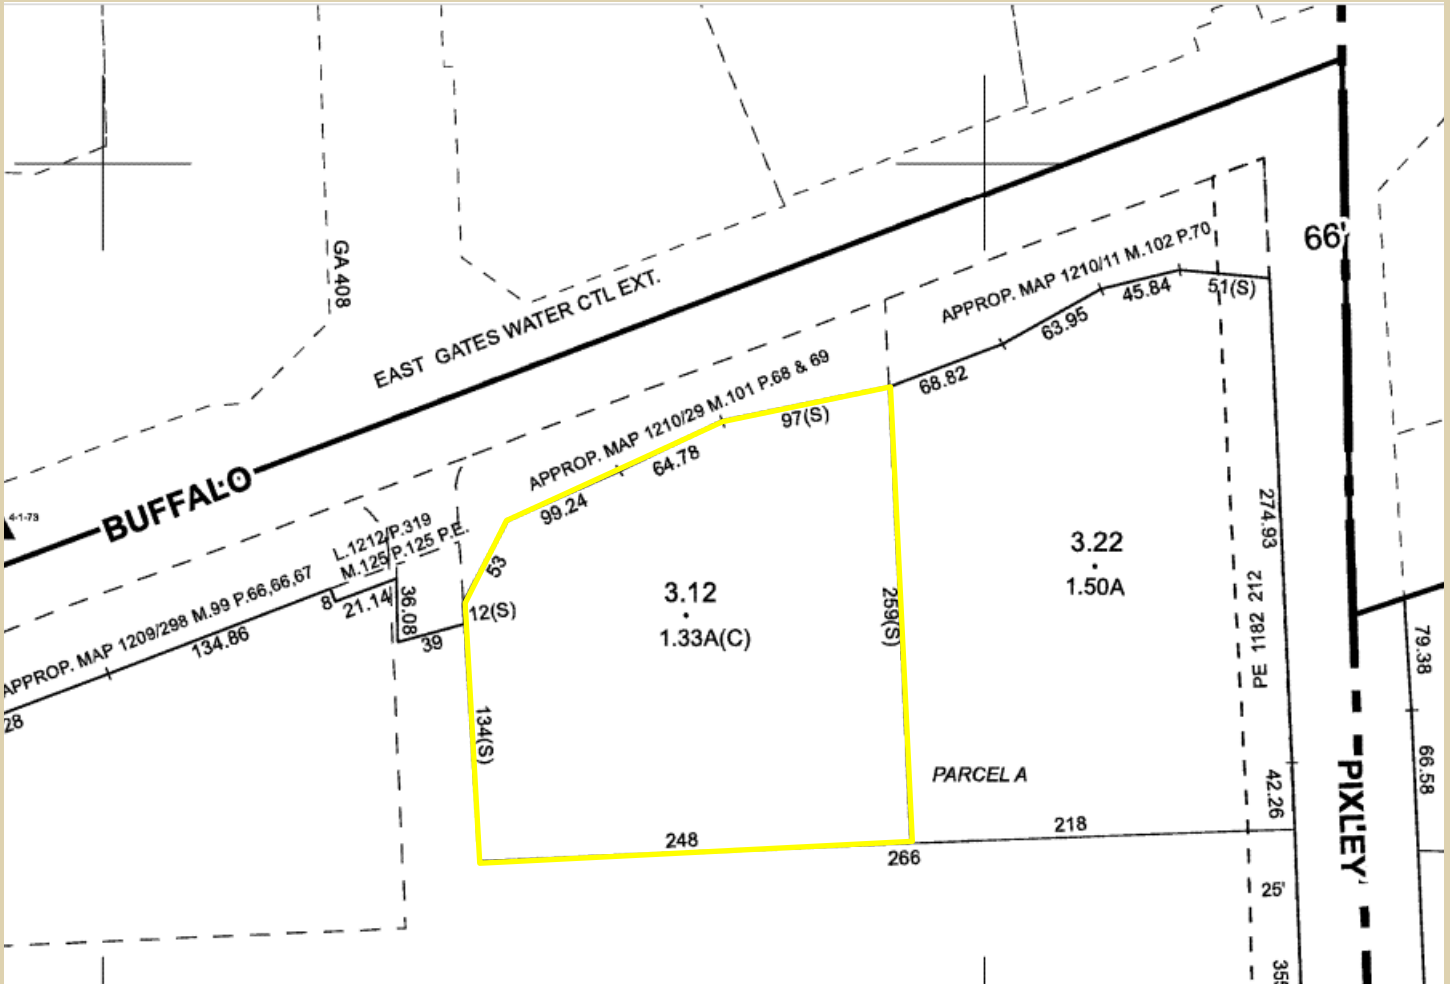 66'
GA 408
EAST GATES WATER CTL EXT.
APPROP. MAP 1210/11 M.102 P.70
51(S)
45.84
63.95
68.82
APPROP. MAP 1210/29 M.101 P.68 & 69
97(S)
64.78
99.24
53
BUFFALO
4-1-73
L.1212/P.319
M.125 P.125 P.E.
APPROP. MAP 1209/298 M.99 P.66,66,67
8
21.14
36.08
39
134.86
28
12(S)
3.12
1.33A(C)
259(S)
3.22
1.50A
274.93
PE 1182 212
134(S)
PARCEL A
79.38
66.58
42.26
PIXLEY
248
266
218
25'